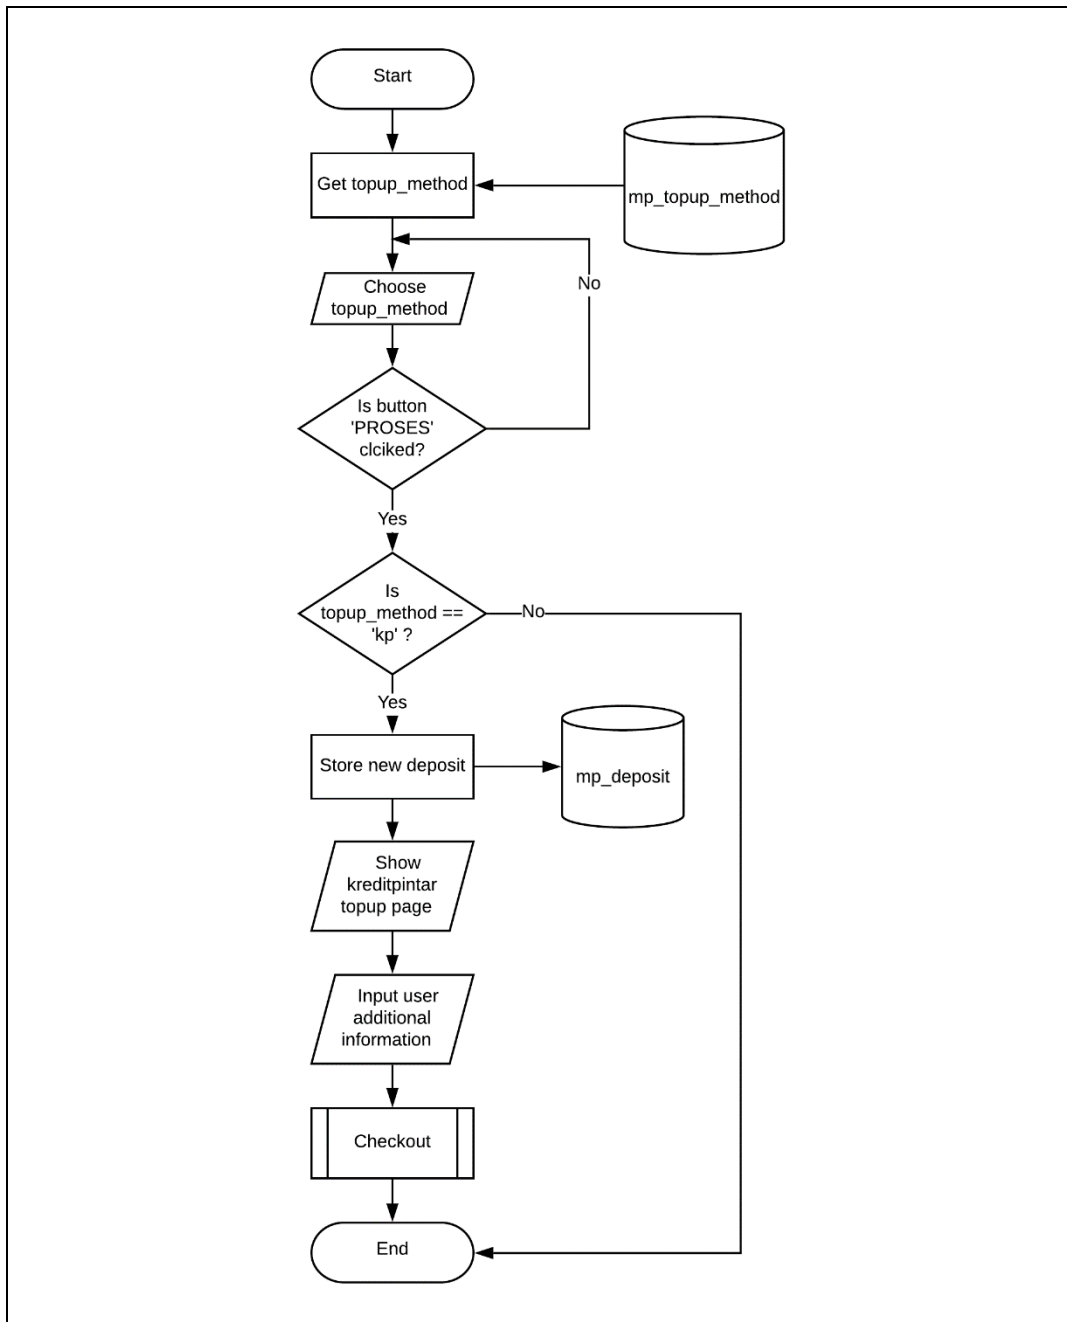 Start
Get topup_method
mp_topup_method
No
Choose
topup_method
Is button
'PROSES'
clciked?
Yes
Is
topup_method ==
'kp' ?
No
Yes
Store new deposit
mp_deposit
Show
kreditpintar
topup page
Input user
additional
information
Checkout
End